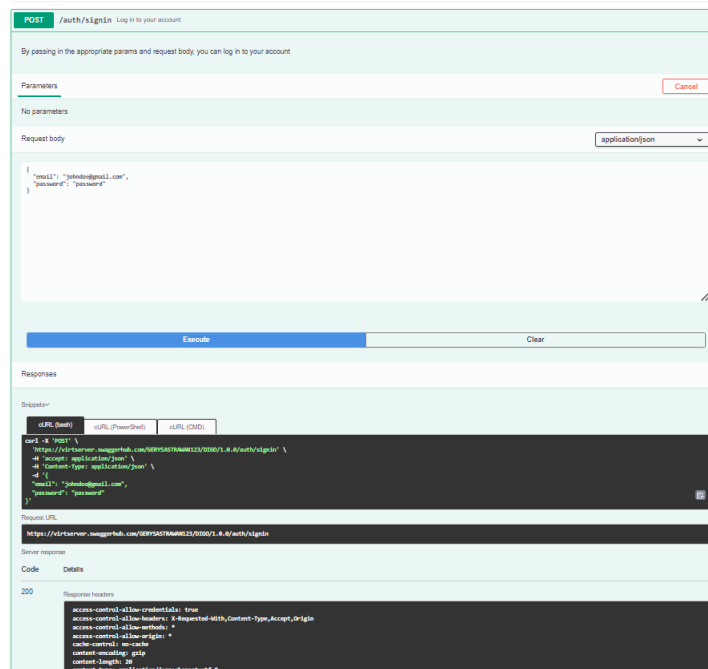 POST /auth/signin Log in to your account
By passing in the appropriate params and request body, you can log in to your account
Parameters
Cancel
No parameters
Request body
application/json
{
"email": "johndoe@gmail.com",
"password": "password"
}
Execute
Clear
Responses
Snippets
cURL (bash)
cURL (PowerShell)
cURL (CMD)
curl -X 'POST' \
'https://virtserver.swaggerhub.com/GERYSASTRAWAN123/DIGO/1.0.0/auth/signin' \
-H 'accept: application/json' \
-H 'Content-Type: application/json' \
-d '{
"email": "johndoe@gmail.com",
"password": "password"
}'
Request URL
https://virtserver.swaggerhub.com/GERYSASTRAWAN123/DIGO/1.0.0/auth/signin
Server response
Code Details
200
Response headers
access-control-allow-credentials: true
access-control-allow-headers: X-Requested-With,Content-Type,Accept,Origin
access-control-allow-methods: *
access-control-allow-origin: *
cache-control: no-cache
content-encoding: gzip
content-length: 20